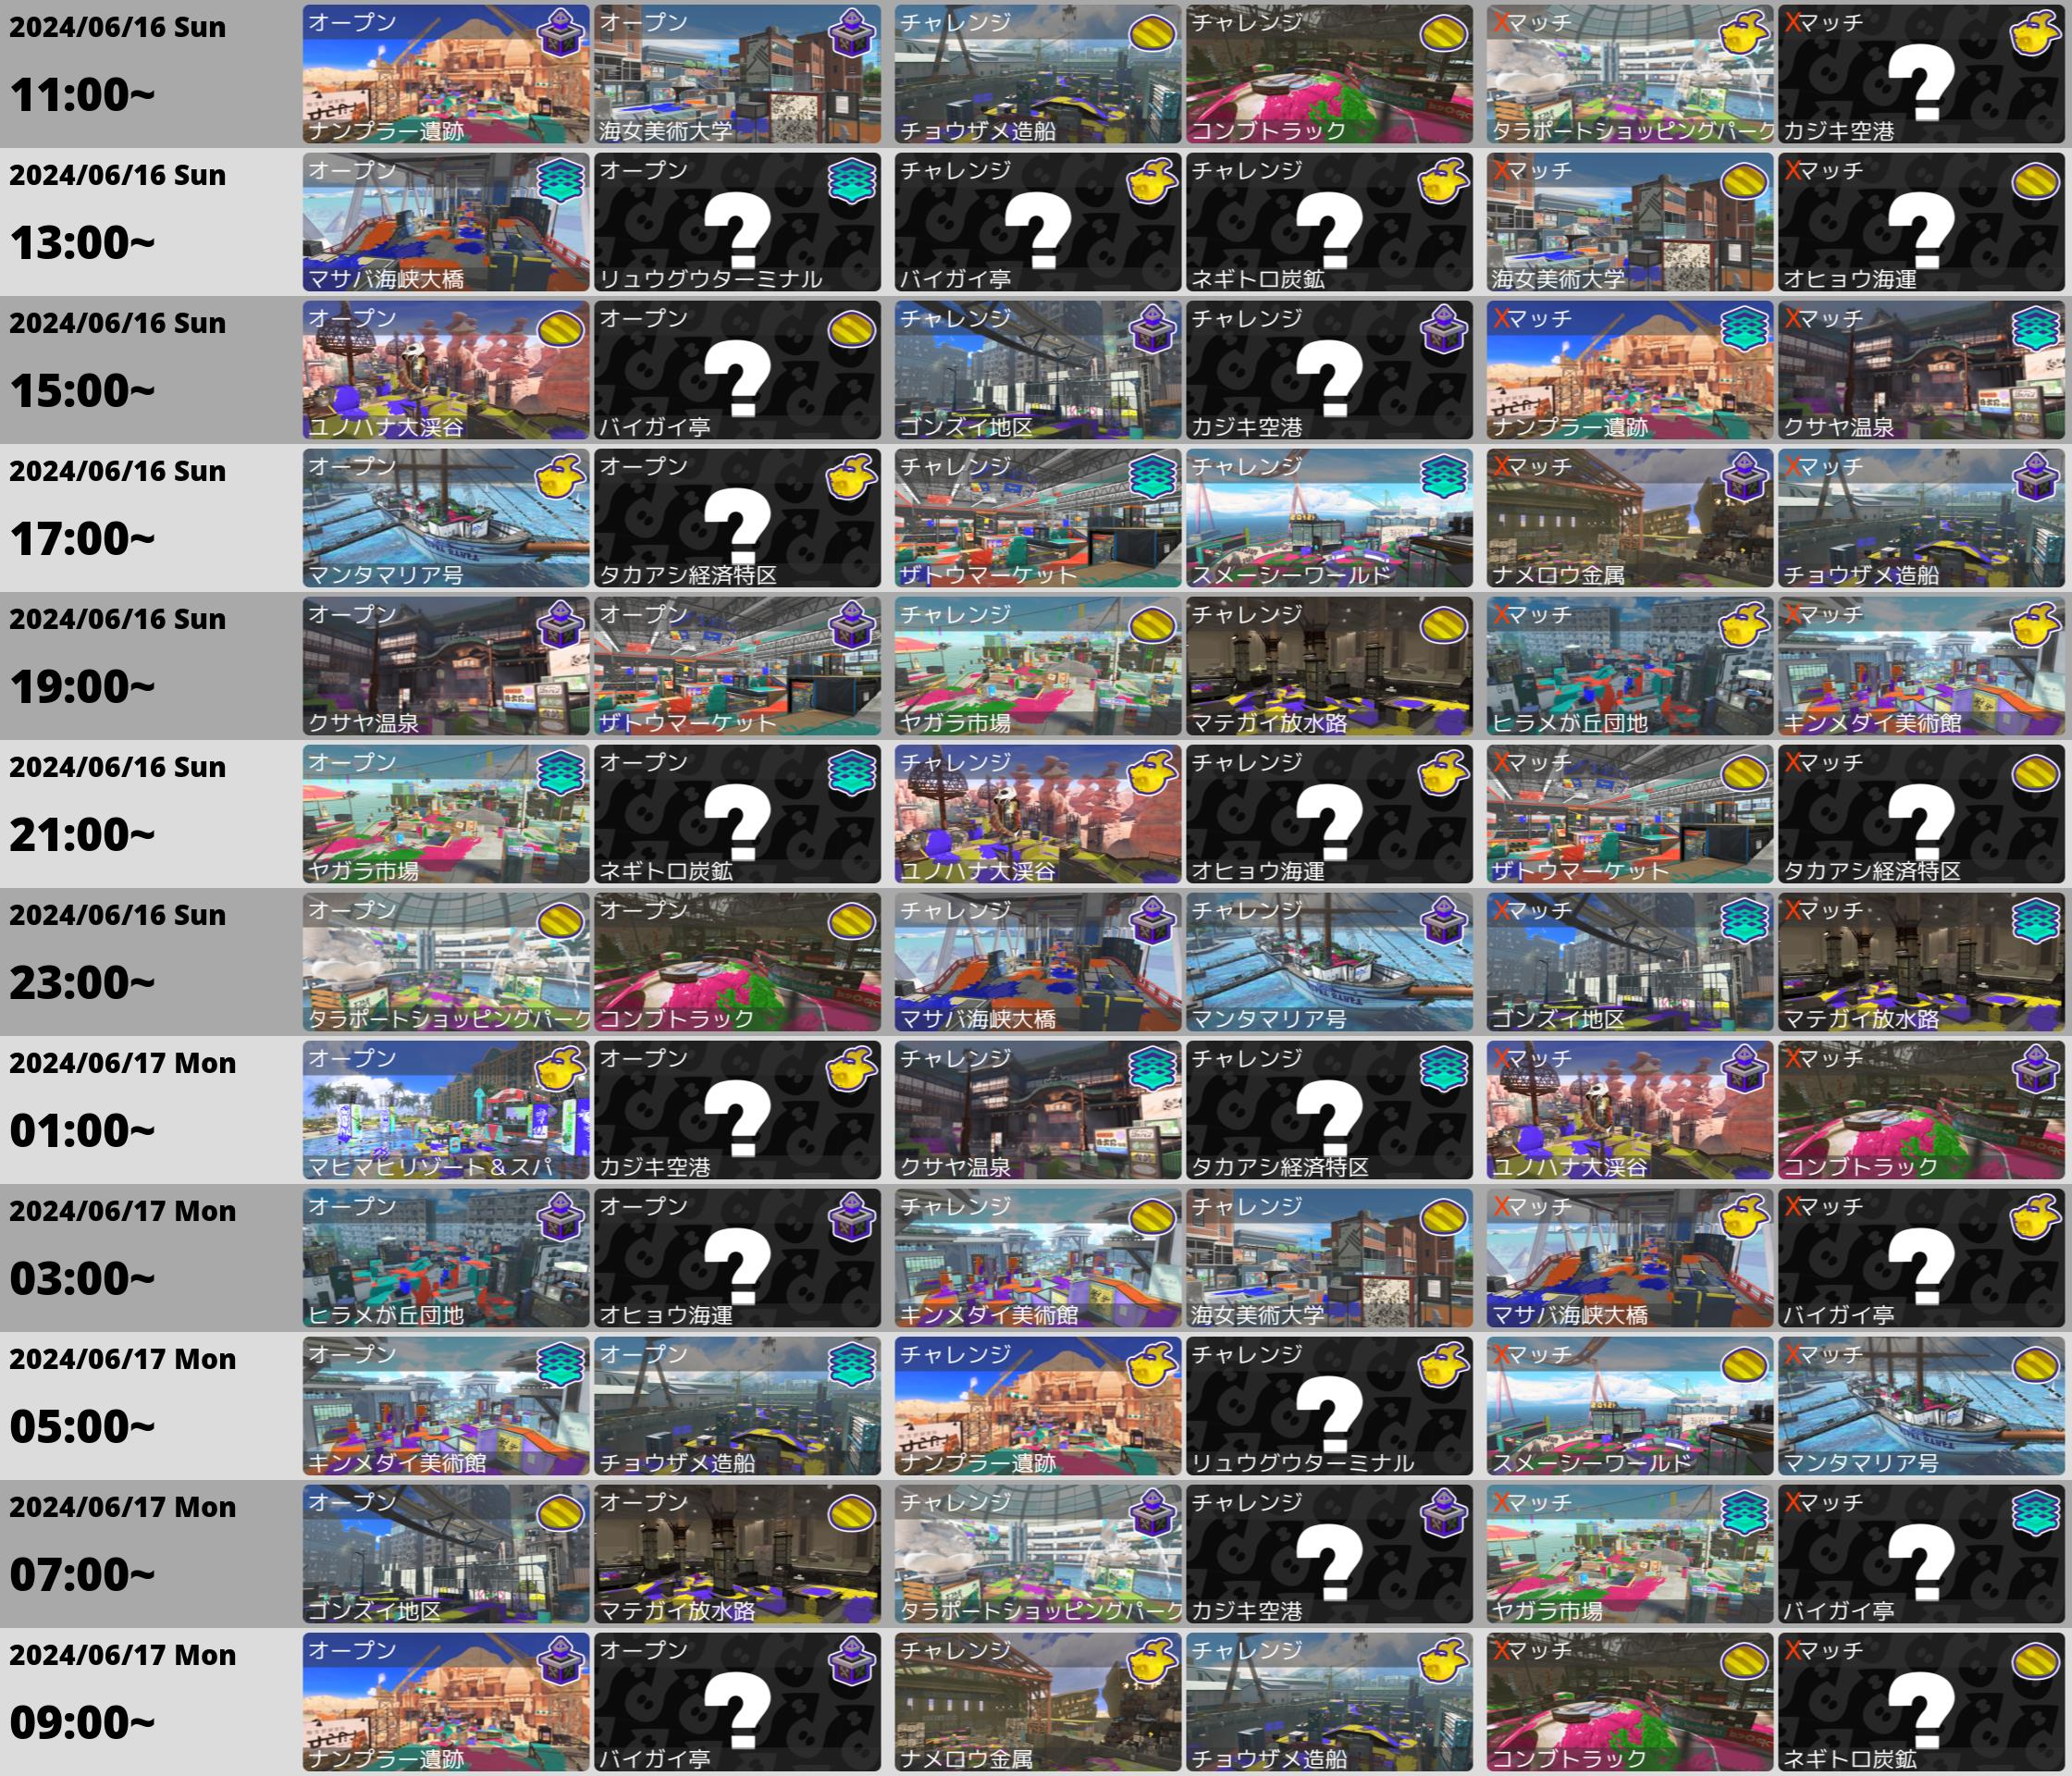 2024/06/16 Sun
11:00~
オープン
ナンプラー遺跡
オープン
海女美術大学
チャレンジ
チョウザメ造船
チャレンジ
コンブトラック
Xマッチ
タラポートショッピングパーク
Xマッチ
カジキ空港
2024/06/16 Sun
13:00~
オープン
マサバ海峡大橋
オープン
?
リュウグウターミナル
チャレンジ
?
バイガイ亭
チャレンジ
?
ネギトロ炭鉱
Xマッチ
海女美術大学
Xマッチ
?
オヒョウ海運
2024/06/16 Sun
15:00~
オープン
ユノハナ大渓谷
オープン
?
バイガイ亭
チャレンジ
ゴンズイ地区
チャレンジ
?
カジキ空港
Xマッチ
ナンプラー遺跡
Xマッチ
クサヤ温泉
2024/06/16 Sun
17:00~
オープン
マンタマリア号
オープン
?
タカアシ経済特区
チャレンジ
ザトウマーケット
チャレンジ
スメーシーワールド
Xマッチ
ナメロウ金属
Xマッチ
チョウザメ造船
2024/06/16 Sun
19:00~
オープン
クサヤ温泉
オープン
ザトウマーケット
チャレンジ
ヤガラ市場
チャレンジ
マテガイ放水路
Xマッチ
ヒラメが丘団地
Xマッチ
キンメダイ美術館
2024/06/16 Sun
21:00~
オープン
ヤガラ市場
オープン
?
ネギトロ炭鉱
チャレンジ
ユノハナ大渓谷
チャレンジ
?
オヒョウ海運
Xマッチ
ザトウマーケット
Xマッチ
?
タカアシ経済特区
2024/06/16 Sun
23:00~
オープン
タラポートショッピングパーク
オープン
コンブトラック
チャレンジ
マサバ海峡大橋
チャレンジ
マンタマリア号
Xマッチ
ゴンズイ地区
Xマッチ
マテガイ放水路
2024/06/17 Mon
01:00~
オープン
マヒマヒリゾート&スパ
オープン
?
カジキ空港
チャレンジ
クサヤ温泉
チャレンジ
?
タカアシ経済特区
Xマッチ
ユノハナ大渓谷
Xマッチ
コンブトラック
2024/06/17 Mon
03:00~
オープン
ヒラメが丘団地
オープン
?
オヒョウ海運
チャレンジ
キンメダイ美術館
チャレンジ
海女美術大学
Xマッチ
マサバ海峡大橋
Xマッチ
?
バイガイ亭
2024/06/17 Mon
05:00~
オープン
キンメダイ美術館
オープン
チョウザメ造船
チャレンジ
ナンプラー遺跡
チャレンジ
?
リュウグウターミナル
Xマッチ
スメーシーワールド
Xマッチ
マンタマリア号
2024/06/17 Mon
07:00~
オープン
ゴンズイ地区
オープン
マテガイ放水路
チャレンジ
タラポートショッピングパーク
チャレンジ
?
カジキ空港
Xマッチ
ヤガラ市場
Xマッチ
?
バイガイ亭
2024/06/17 Mon
09:00~
オープン
ナンプラー遺跡
オープン
?
バイガイ亭
チャレンジ
ナメロウ金属
チャレンジ
チョウザメ造船
Xマッチ
コンブトラック
Xマッチ
?
ネギトロ炭鉱